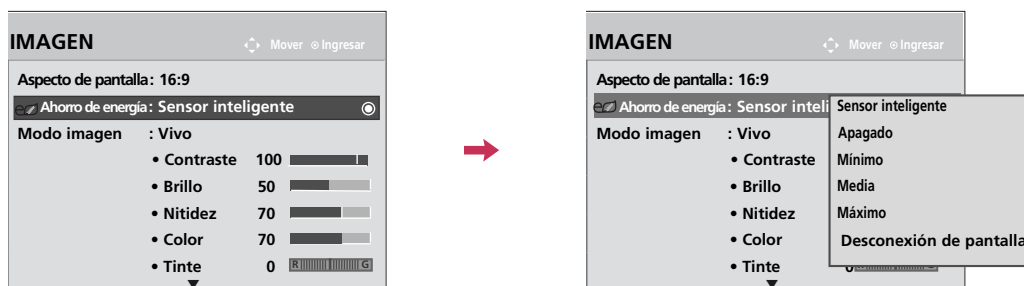 IMAGEN
Mover Ingresar
Aspecto de pantalla: 16:9
Ahorro de energía: Sensor inteligente
Modo imagen : Vivo
• Contraste 100
• Brillo 50
• Nitidez 70
• Color 70
• Tinte 0 R G
IMAGEN
Mover Ingresar
Aspecto de pantalla: 16:9
Ahorro de energía: Sensor inteli
Modo imagen : Vivo
• Contraste
• Brillo
• Nitidez
• Color
• Tinte 0
Sensor inteligente
Apagado
Mínimo
Media
Máximo
Desconexión de pantalla